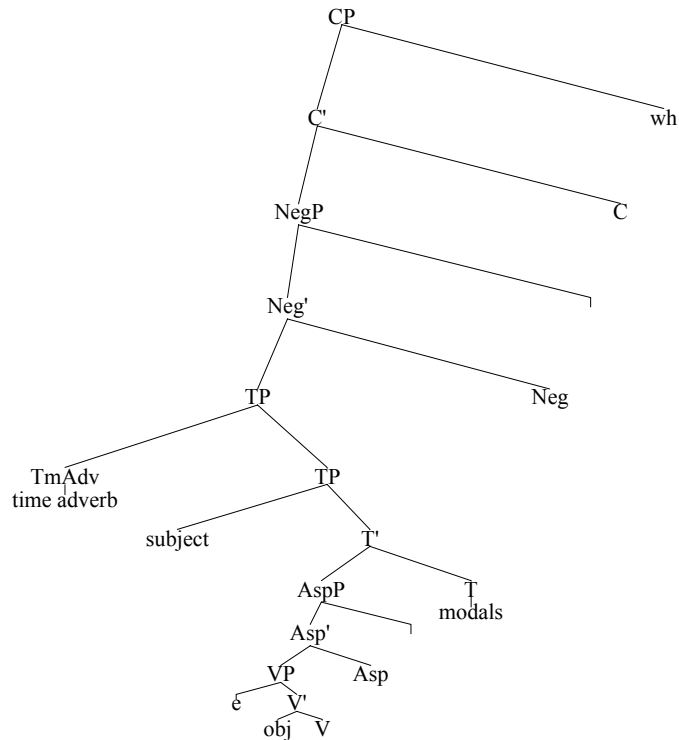 CP
C' wh
NegP C
Neg'
TP Neg
TmAdv TP
time adverb
subject T'
AspP T
modals
Asp'
VP Asp
e V'
obj V